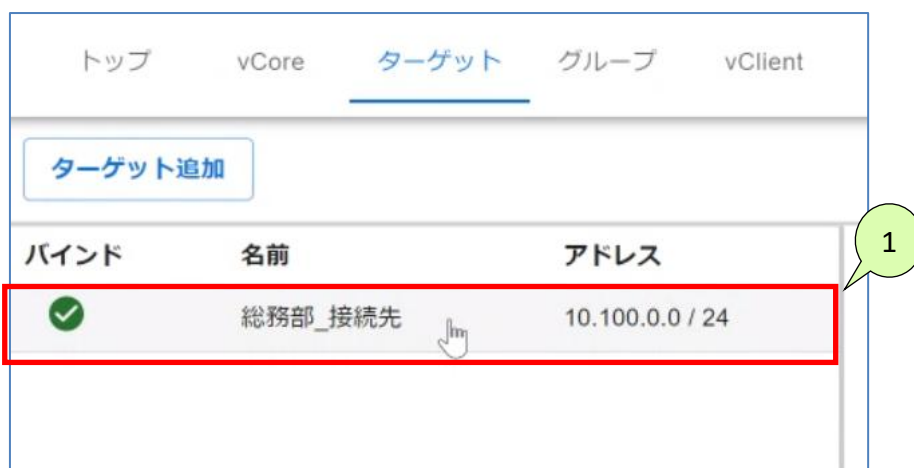 トップ vCore ターゲット グループ vClient
ターゲット追加
バインド 名前 アドレス
1
総務部_接続先 10.100.0.0 / 24